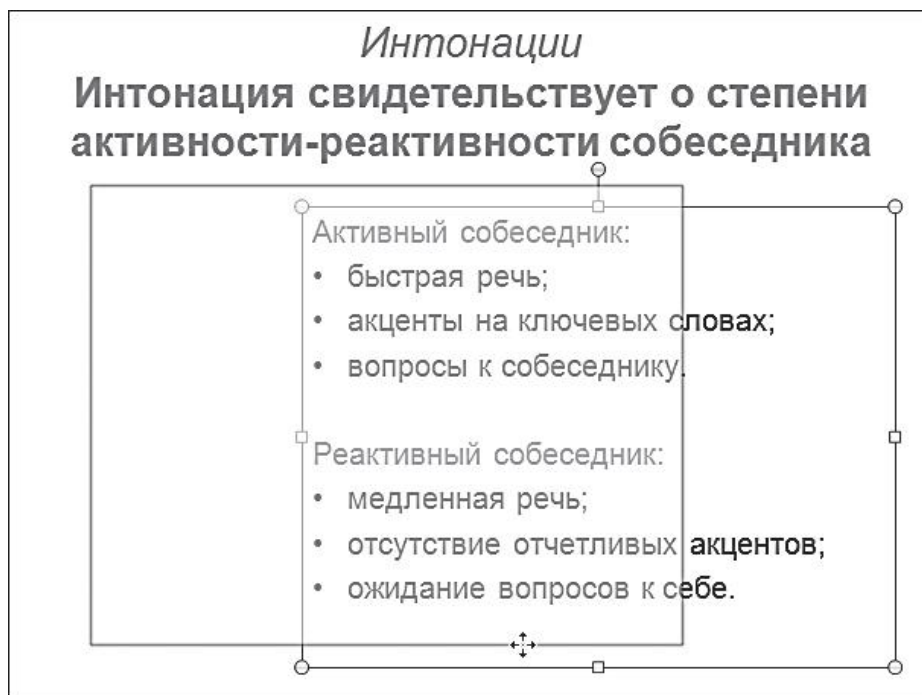 Интонации
Интонация свидетельствует о степени
активности-реактивности собеседника
Активный собеседник:
• быстрая речь;
• акценты на ключевых словах;
• вопросы к собеседнику.
Реактивный собеседник:
• медленная речь;
• отсутствие отчетливых акцентов;
• ожидание вопросов к себе.